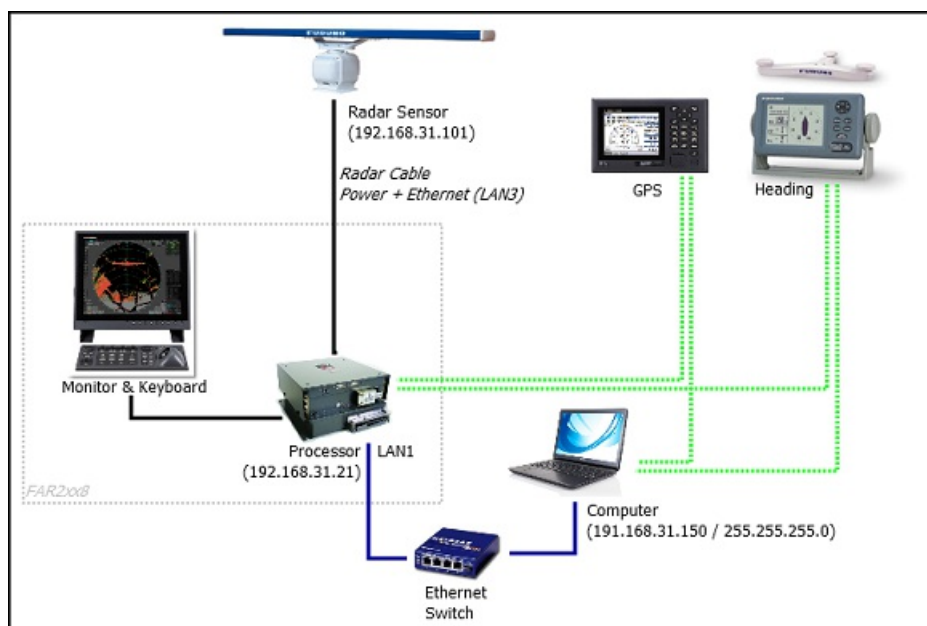 FURUNO
Radar Sensor
(192.168.31.101)
Radar Cable
Power + Ethernet (LAN3)
GPS
Heading
Monitor & Keyboard
Processor
(192.168.31.21)
LAN1
FAR2xx8
Computer
(191.168.31.150 / 255.255.255.0)
Ethernet
Switch